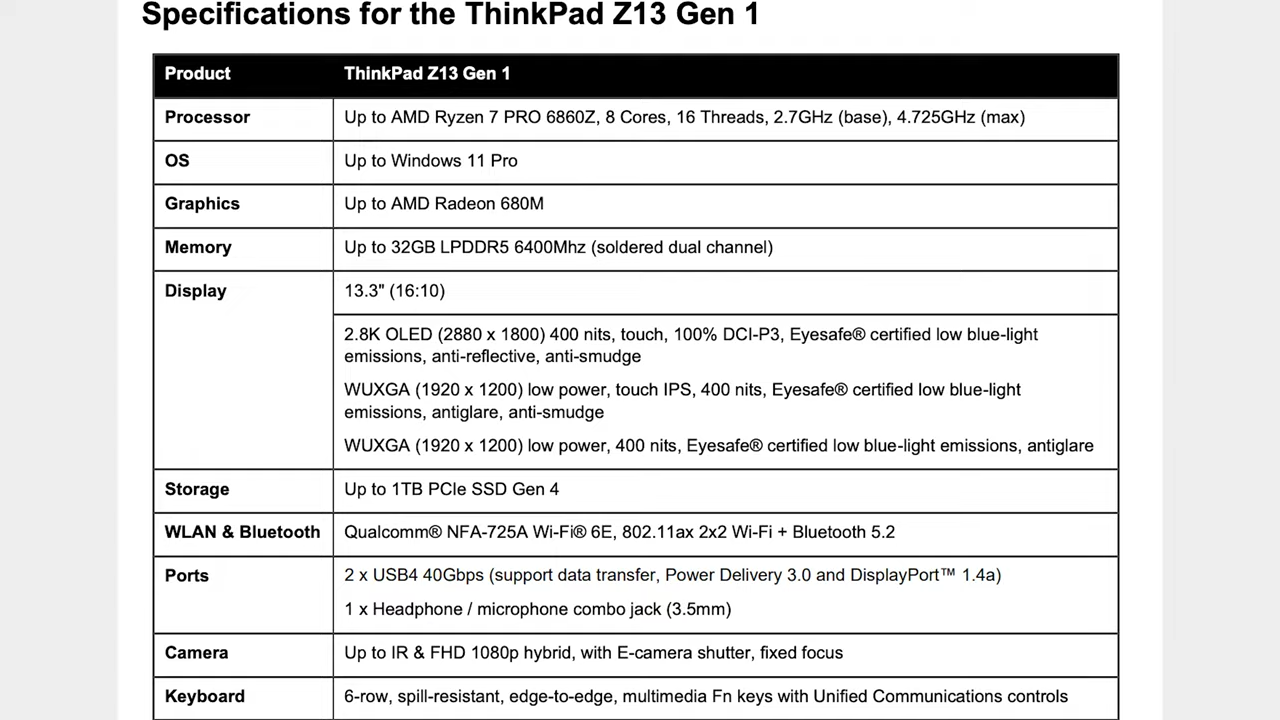 Specifications for the ThinkPad Z13 Gen 1
Product ThinkPad Z13 Gen 1
Processor Up to AMD Ryzen 7 PRO 6860Z, 8 Cores, 16 Threads, 2.7GHz (base), 4.725GHz (max)
OS Up to Windows 11 Pro
Graphics Up to AMD Radeon 680M
Memory Up to 32GB LPDDR5 6400Mhz (soldered dual channel)
Display 13.3" (16:10)
2.8K OLED (2880 x 1800) 400 nits, touch, 100% DCI-P3, Eyesafe® certified low blue-light
emissions, anti-reflective, anti-smudge
WUXGA (1920 x 1200) low power, touch IPS, 400 nits, Eyesafe® certified low blue-light
emissions, antiglare, anti-smudge
WUXGA (1920 x 1200) low power, 400 nits, Eyesafe® certified low blue-light emissions, antiglare
Storage Up to 1TB PCIe SSD Gen 4
WLAN & Bluetooth Qualcomm® NFA-725A Wi-Fi® 6E, 802.11ax 2x2 Wi-Fi + Bluetooth 5.2
Ports 2 x USB4 40Gbps (support data transfer, Power Delivery 3.0 and DisplayPort™ 1.4a)
1 x Headphone / microphone combo jack (3.5mm)
Camera Up to IR & FHD 1080p hybrid, with E-camera shutter, fixed focus
Keyboard 6-row, spill-resistant, edge-to-edge, multimedia Fn keys with Unified Communications controls